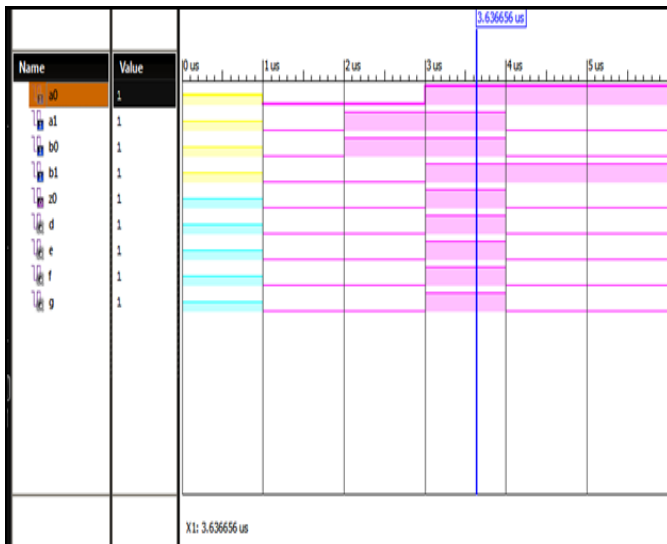 3.636656 us
Name Value
0 us 1 us 2 us 3 us 4 us 5 us
a0 1
a1 1
b0 1
b1 1
z0 1
d 1
e 1
f 1
g 1
X1: 3.636656 us